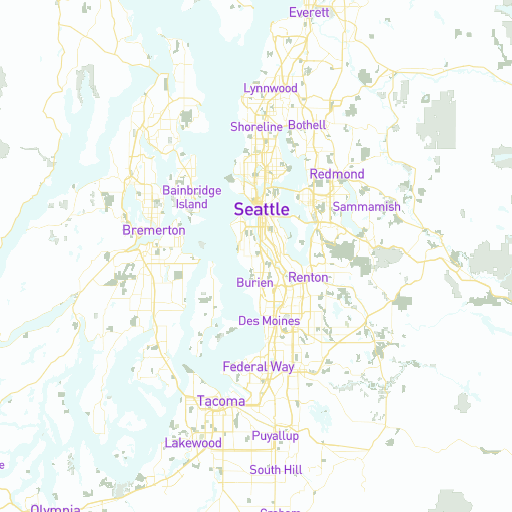 Everett
Lynnwood
Shoreline
Bothell
Redmond
Bainbridge
Island
Sammamish
Seattle
Bremerton
Renton
Burien
Des Moines
Federal Way
Tacoma
Puyallup
Lakewood
South Hill
e
Olympia
Graham